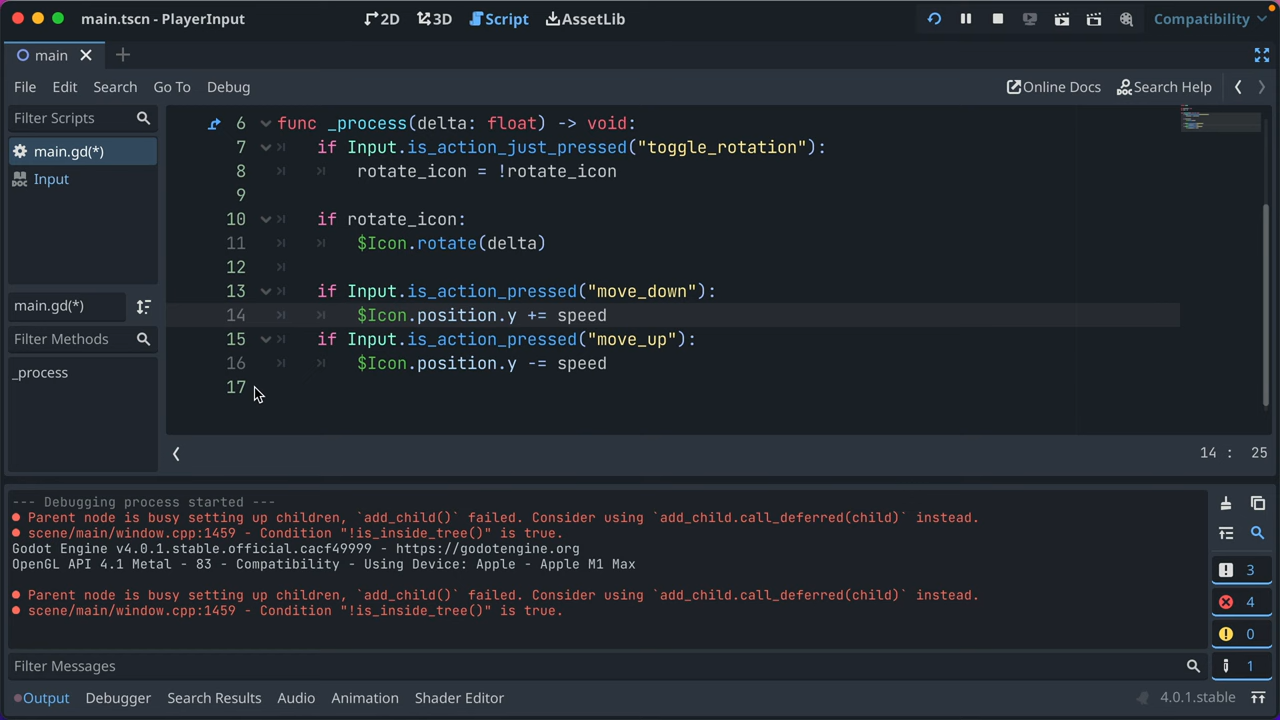 main.tscn - PlayerInput
2D 3D Script AssetLib
Compatibility
main
File Edit Search Go To Debug
Online Docs Search Help
Filter Scripts
main.gd(*)
Input
main.gd(*)
Filter Methods
_process
6 func _process(delta: float) -> void:
7 if Input.is_action_just_pressed("toggle_rotation"):
8 rotate_icon = !rotate_icon
9
10 if rotate_icon:
11 $Icon.rotate(delta)
12
13 if Input.is_action_pressed("move_down"):
14 $Icon.position.y += speed
15 if Input.is_action_pressed("move_up"):
16 $Icon.position.y -= speed
17
14 : 25
--- Debugging process started ---
Parent node is busy setting up children, `add_child()` failed. Consider using `add_child.call_deferred(child)` instead.
scene/main/window.cpp:1459 - Condition "!is_inside_tree()" is true.
Godot Engine v4.0.1.stable.official.cacf49999 - https://godotengine.org
OpenGL API 4.1 Metal - 83 - Compatibility - Using Device: Apple - Apple M1 Max
Parent node is busy setting up children, `add_child()` failed. Consider using `add_child.call_deferred(child)` instead.
scene/main/window.cpp:1459 - Condition "!is_inside_tree()" is true.
3
4
0
1
Filter Messages
Output Debugger Search Results Audio Animation Shader Editor
4.0.1.stable